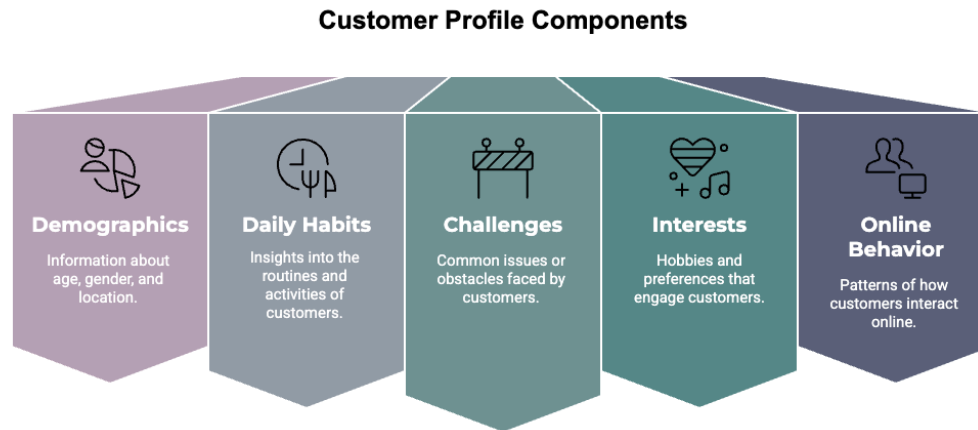 Customer Profile Components
Demographics
Information about
age, gender, and
location.
Daily Habits
Insights into the
routines and
activities of
customers.
Challenges
Common issues or
obstacles faced by
customers.
Interests
Hobbies and
preferences that
engage customers.
Online
Behavior
Patterns of how
customers interact
online.